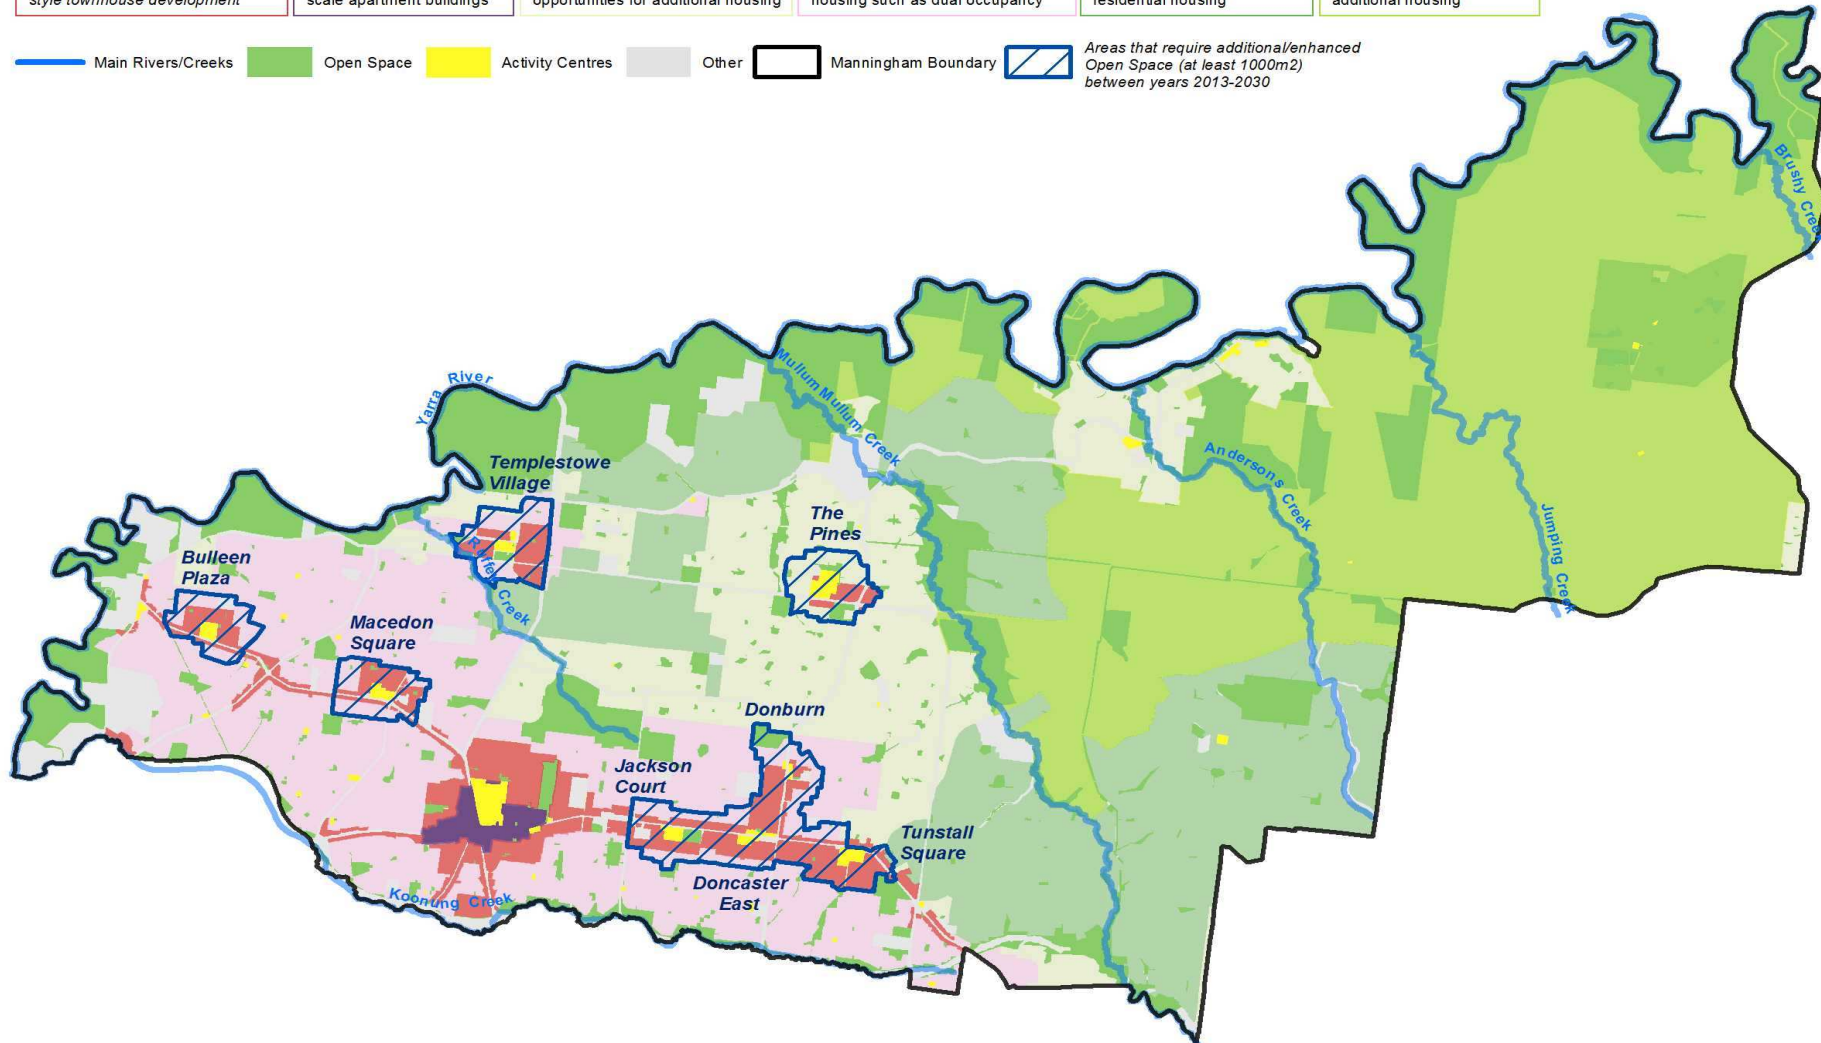 style townhouse development
scale apartment buildings
opportunities for additional housing
housing such as dual occupancy
residential housing
additional housing
Main Rivers/Creeks
Open Space
Activity Centres
Other
Manningham Boundary
Areas that require additional/enhanced
Open Space (at least 1000m2)
between years 2013-2030
Brushy Creek
Yarra River
Mullum Mullum Creek
Andersons Creek
Jumping Creek
Templestowe
Village
The
Pines
Ruffey Creek
Bulleen
Plaza
Macedon
Square
Donburn
Jackson
Court
Tunstall
Square
Doncaster
East
Koonung Creek